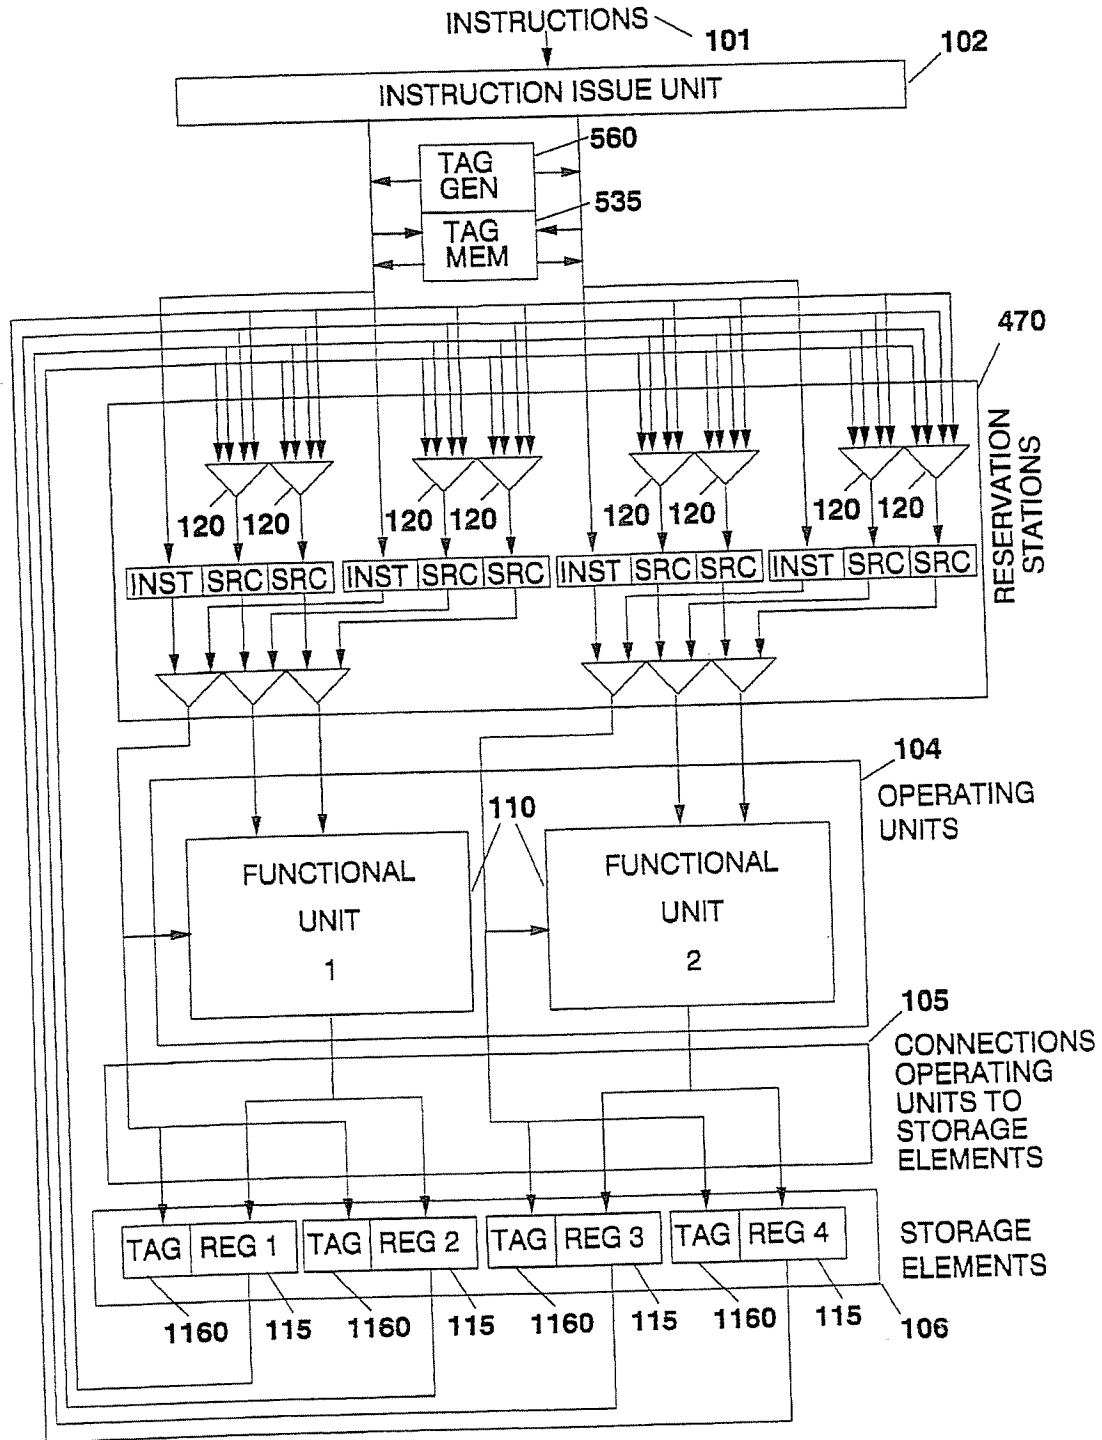 INSTRUCTIONS 101
102
INSTRUCTION ISSUE UNIT
560
TAG
GEN
535
TAG
MEM
470
RESERVATION
STATIONS
120 120 120 120 120 120 120 120
INST SRC SRC INST SRC SRC INST SRC SRC INST SRC SRC
104
OPERATING
UNITS
110
FUNCTIONAL
UNIT
1
FUNCTIONAL
UNIT
2
105
CONNECTIONS
OPERATING
UNITS TO
STORAGE
ELEMENTS
TAG REG 1 TAG REG 2 TAG REG 3 TAG REG 4
STORAGE
ELEMENTS
1160 115 1160 115 1160 115 1160 115 106